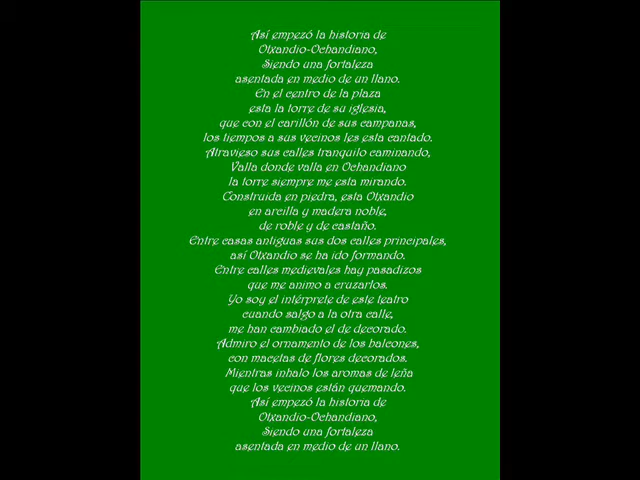 Así empezó la historia de
Otxandio-Ochandiano,
Siendo una fortaleza
asentada en medio de un llano.
En el centro de la plaza
esta la torre de su iglesia,
que con el carillón de sus campanas,
los tiempos a sus vecinos les esta cantado.
Atravieso sus calles tranquilo caminando,
Valla donde valla en Ochandiano
la torre siempre me esta mirando.
Construida en piedra, esta Otxandio
en arcilla y madera noble,
de roble y de castaño.
Entre casas antiguas sus dos calles principales,
así Otxandio se ha ido formando.
Entre calles medievales hay pasadizos
que me animo a cruzarlos.
Yo soy el intérprete de este teatro
cuando salgo a la otra calle,
me han cambiado el de decorado.
Admiro el ornamento de los balcones,
con macetas de flores decorados.
Mientras inhalo los aromas de leña
que los vecinos están quemando.
Así empezó la historia de
Otxandio-Ochandiano,
Siendo una fortaleza
asentada en medio de un llano.